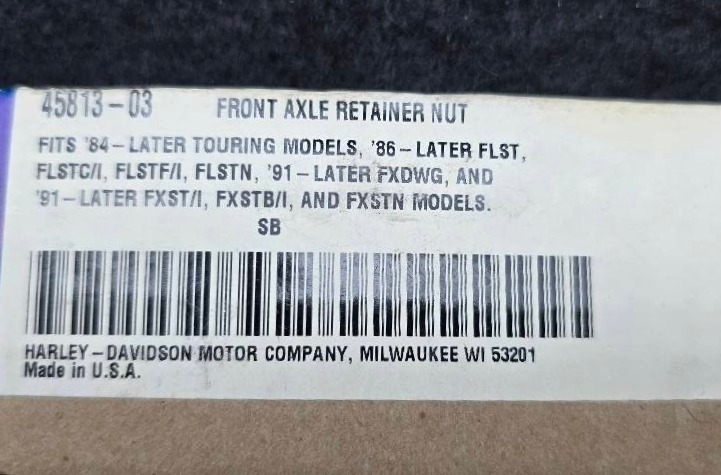 45813-03 FRONT AXLE RETAINER NUT
FITS '84-LATER TOURING MODELS, '86-LATER FLST,
FLSTC/I, FLSTF/I, FLSTN, '91-LATER FXDWG, AND
'91-LATER FXST/I, FXSTB/I, AND FXSTN MODELS.
SB
HARLEY-DAVIDSON MOTOR COMPANY, MILWAUKEE WI 53201
Made in U.S.A.